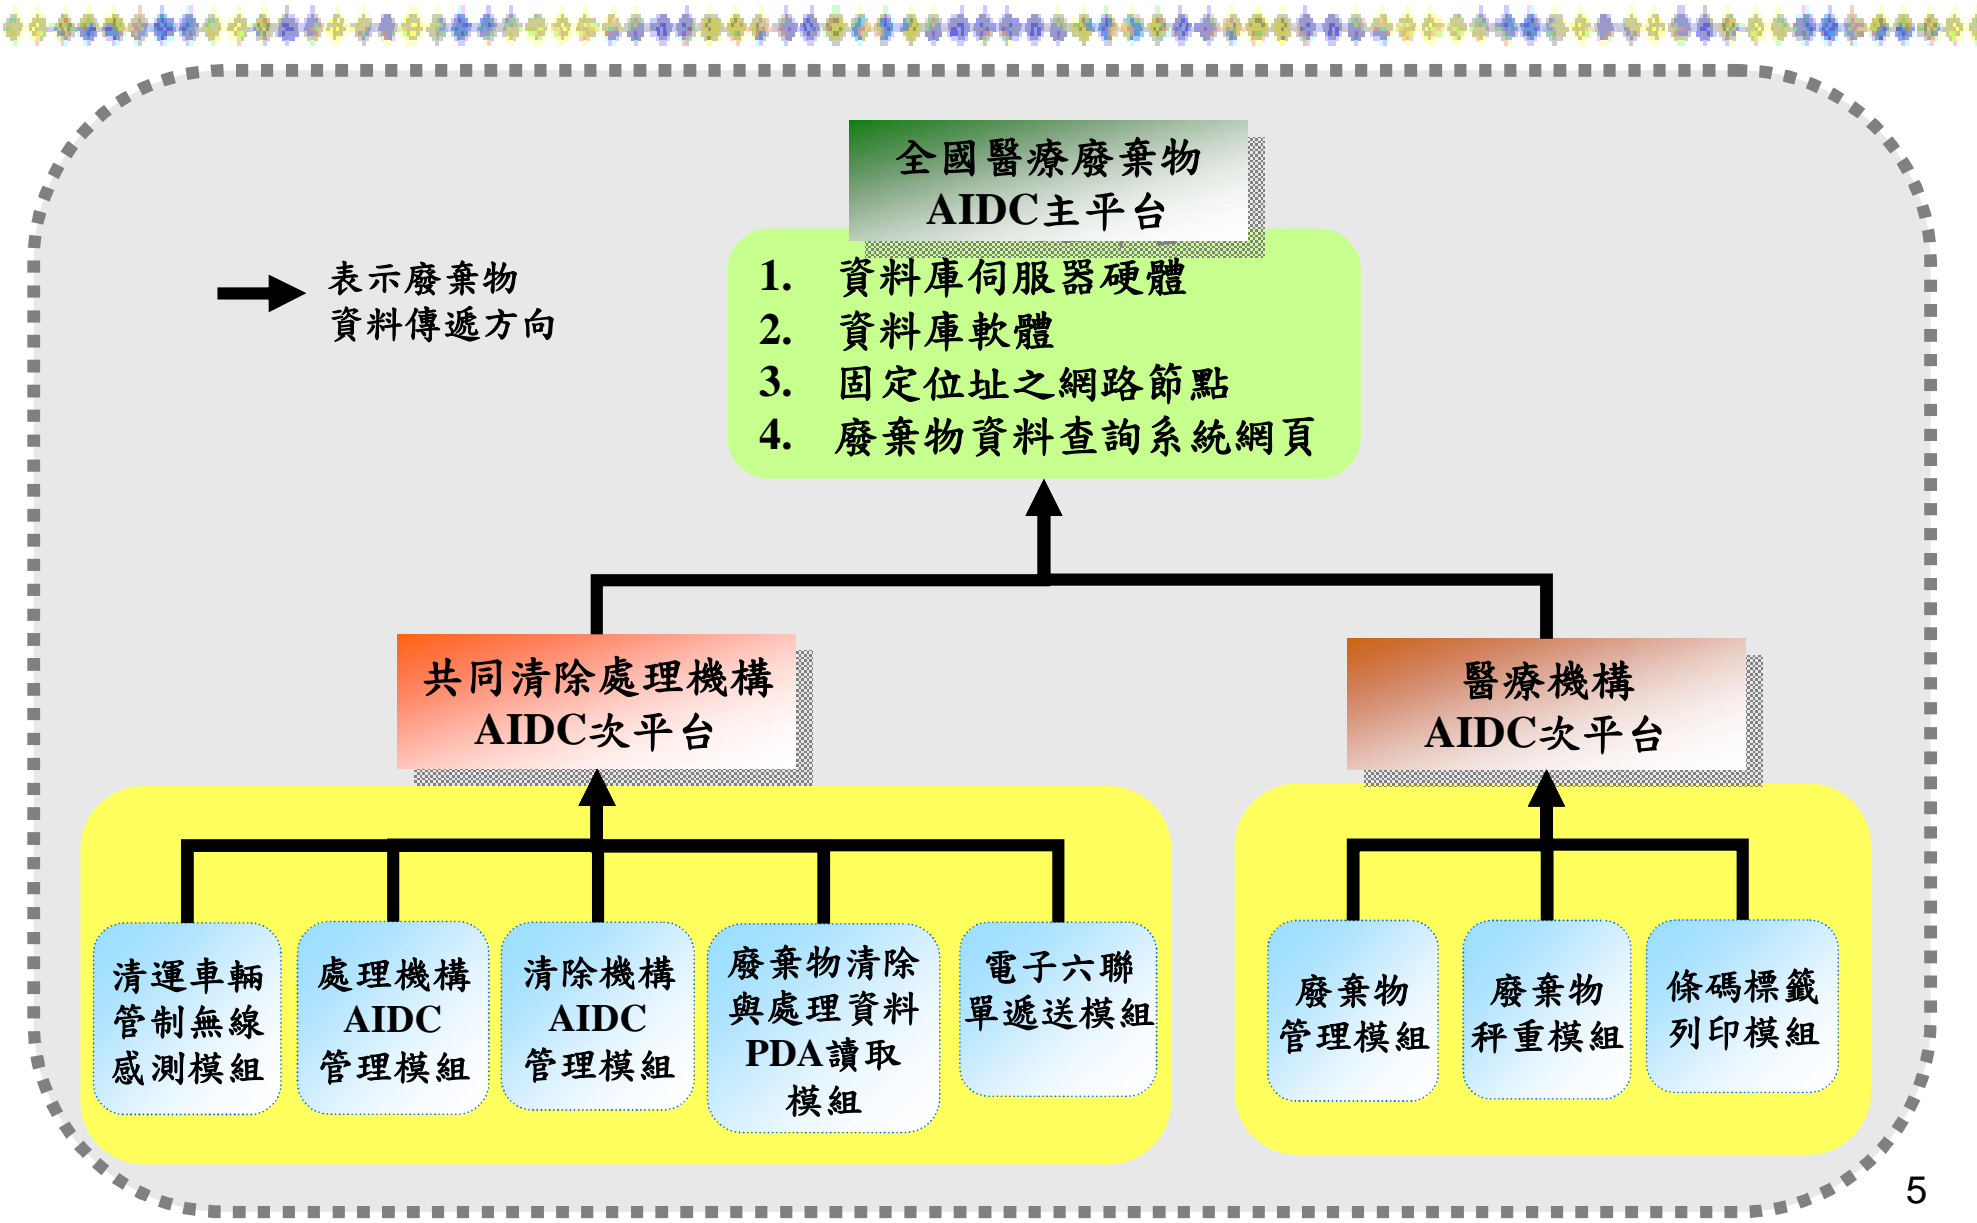 全國醫療廢棄物
AIDC主平台
表示廢棄物
資料傳遞方向
1. 資料庫伺服器硬體
2. 資料庫軟體
3. 固定位址之網路節點
4. 廢棄物資料查詢系統網頁
共同清除處理機構
AIDC次平台
醫療機構
AIDC次平台
清運車輛
管制無線
感測模組
處理機構
AIDC
管理模組
清除機構
AIDC
管理模組
廢棄物清除
與處理資料
PDA讀取
模組
電子六聯
單遞送模組
廢棄物
管理模組
廢棄物
秤重模組
條碼標籤
列印模組
5